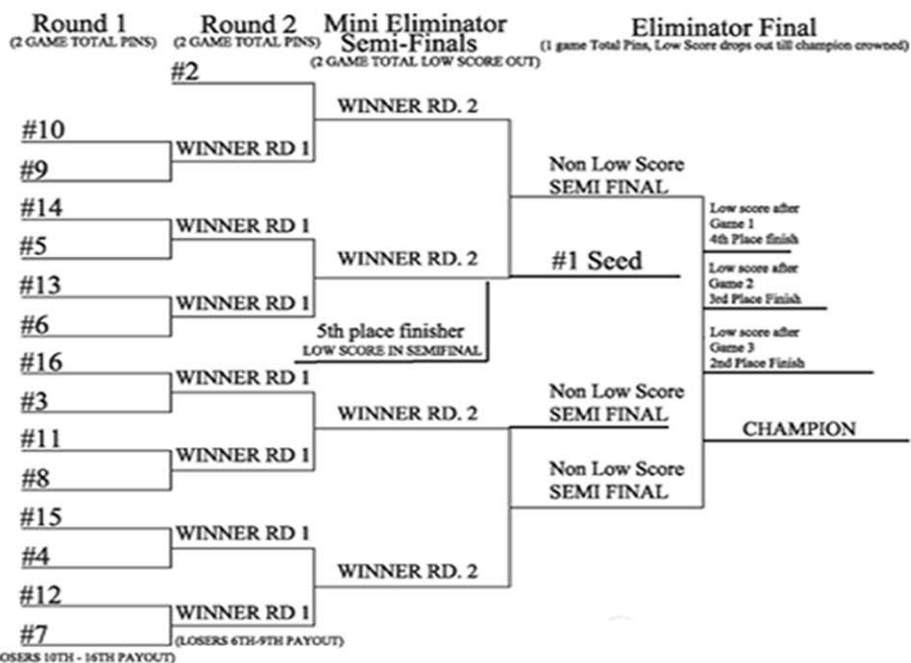 Round 1
(2 GAME TOTAL PINS)
Round 2
(2 GAME TOTAL PINS)
Mini Eliminator
Semi-Finals
(2 GAME TOTAL LOW SCORE OUT)
Eliminator Final
(1 game Total Pins, Low Score drops out till champion crowned)
#2
#10
#9
#14
#5
#13
#6
#16
#3
#11
#8
#15
#4
#12
#7
OSERS 10TH - 16TH PAYOUT)
WINNER RD 1
WINNER RD 1
WINNER RD 1
WINNER RD 1
WINNER RD 1
WINNER RD 1
WINNER RD 1
(LOSERS 6TH-9TH PAYOUT)
WINNER RD. 2
WINNER RD. 2
5th place finisher
LOW SCORE IN SEMIFINAL
WINNER RD. 2
WINNER RD. 2
Non Low Score
SEMI FINAL
#1 Seed
Non Low Score
SEMI FINAL
Non Low Score
SEMI FINAL
Low score after
Game 1
4th Place finish
Low score after
Game 2
3rd Place Finish
Low score after
Game 3
2nd Place Finish
CHAMPION